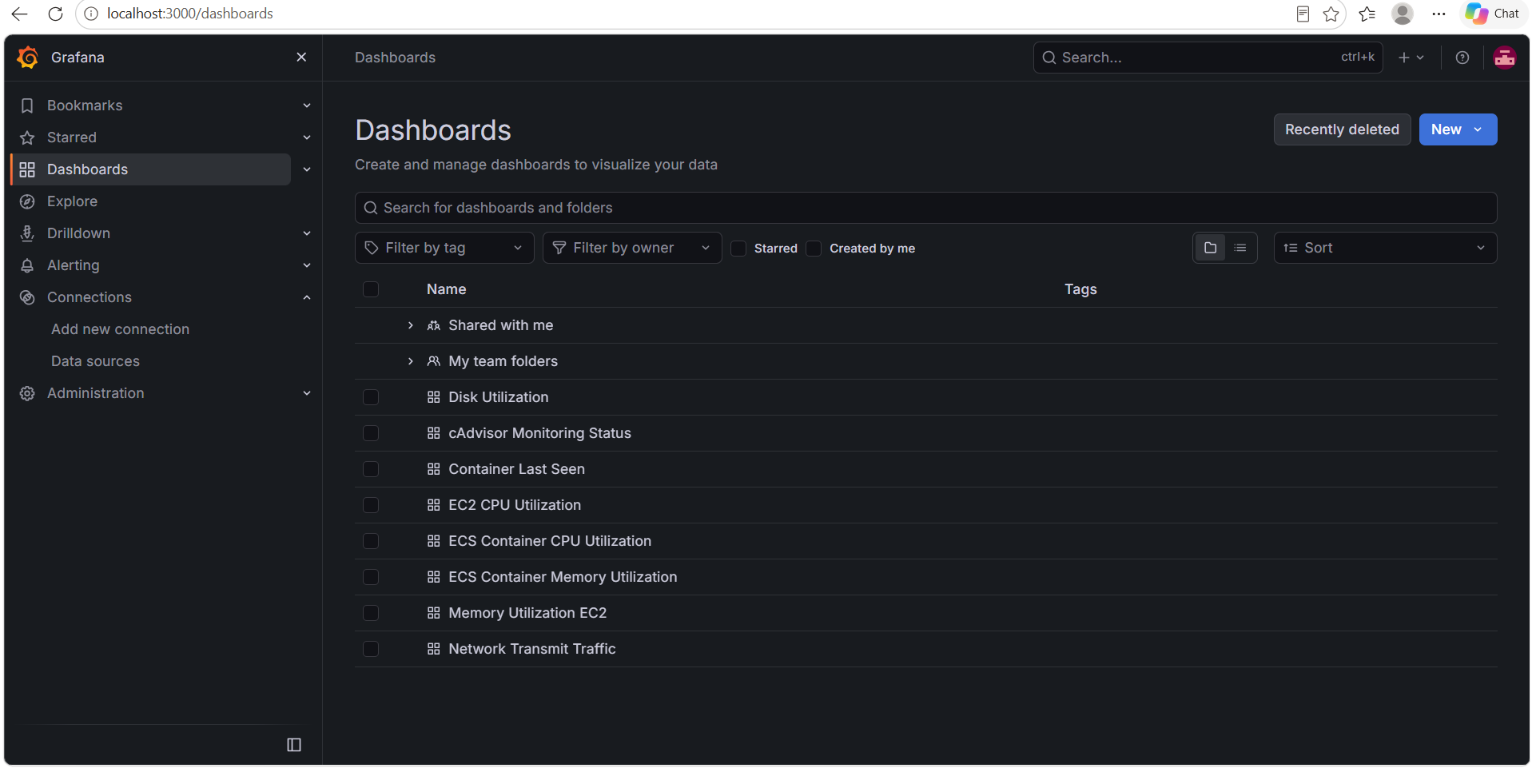 localhost:3000/dashboards
Chat
Grafana
Dashboards
Search...
ctrl+k
Bookmarks
Starred
Dashboards
Explore
Drilldown
Alerting
Connections
Add new connection
Data sources
Administration
Dashboards
Recently deleted
New
Create and manage dashboards to visualize your data
Search for dashboards and folders
Filter by tag
Filter by owner
Starred
Created by me
Sort
Name
Tags
Shared with me
My team folders
Disk Utilization
cAdvisor Monitoring Status
Container Last Seen
EC2 CPU Utilization
ECS Container CPU Utilization
ECS Container Memory Utilization
Memory Utilization EC2
Network Transmit Traffic